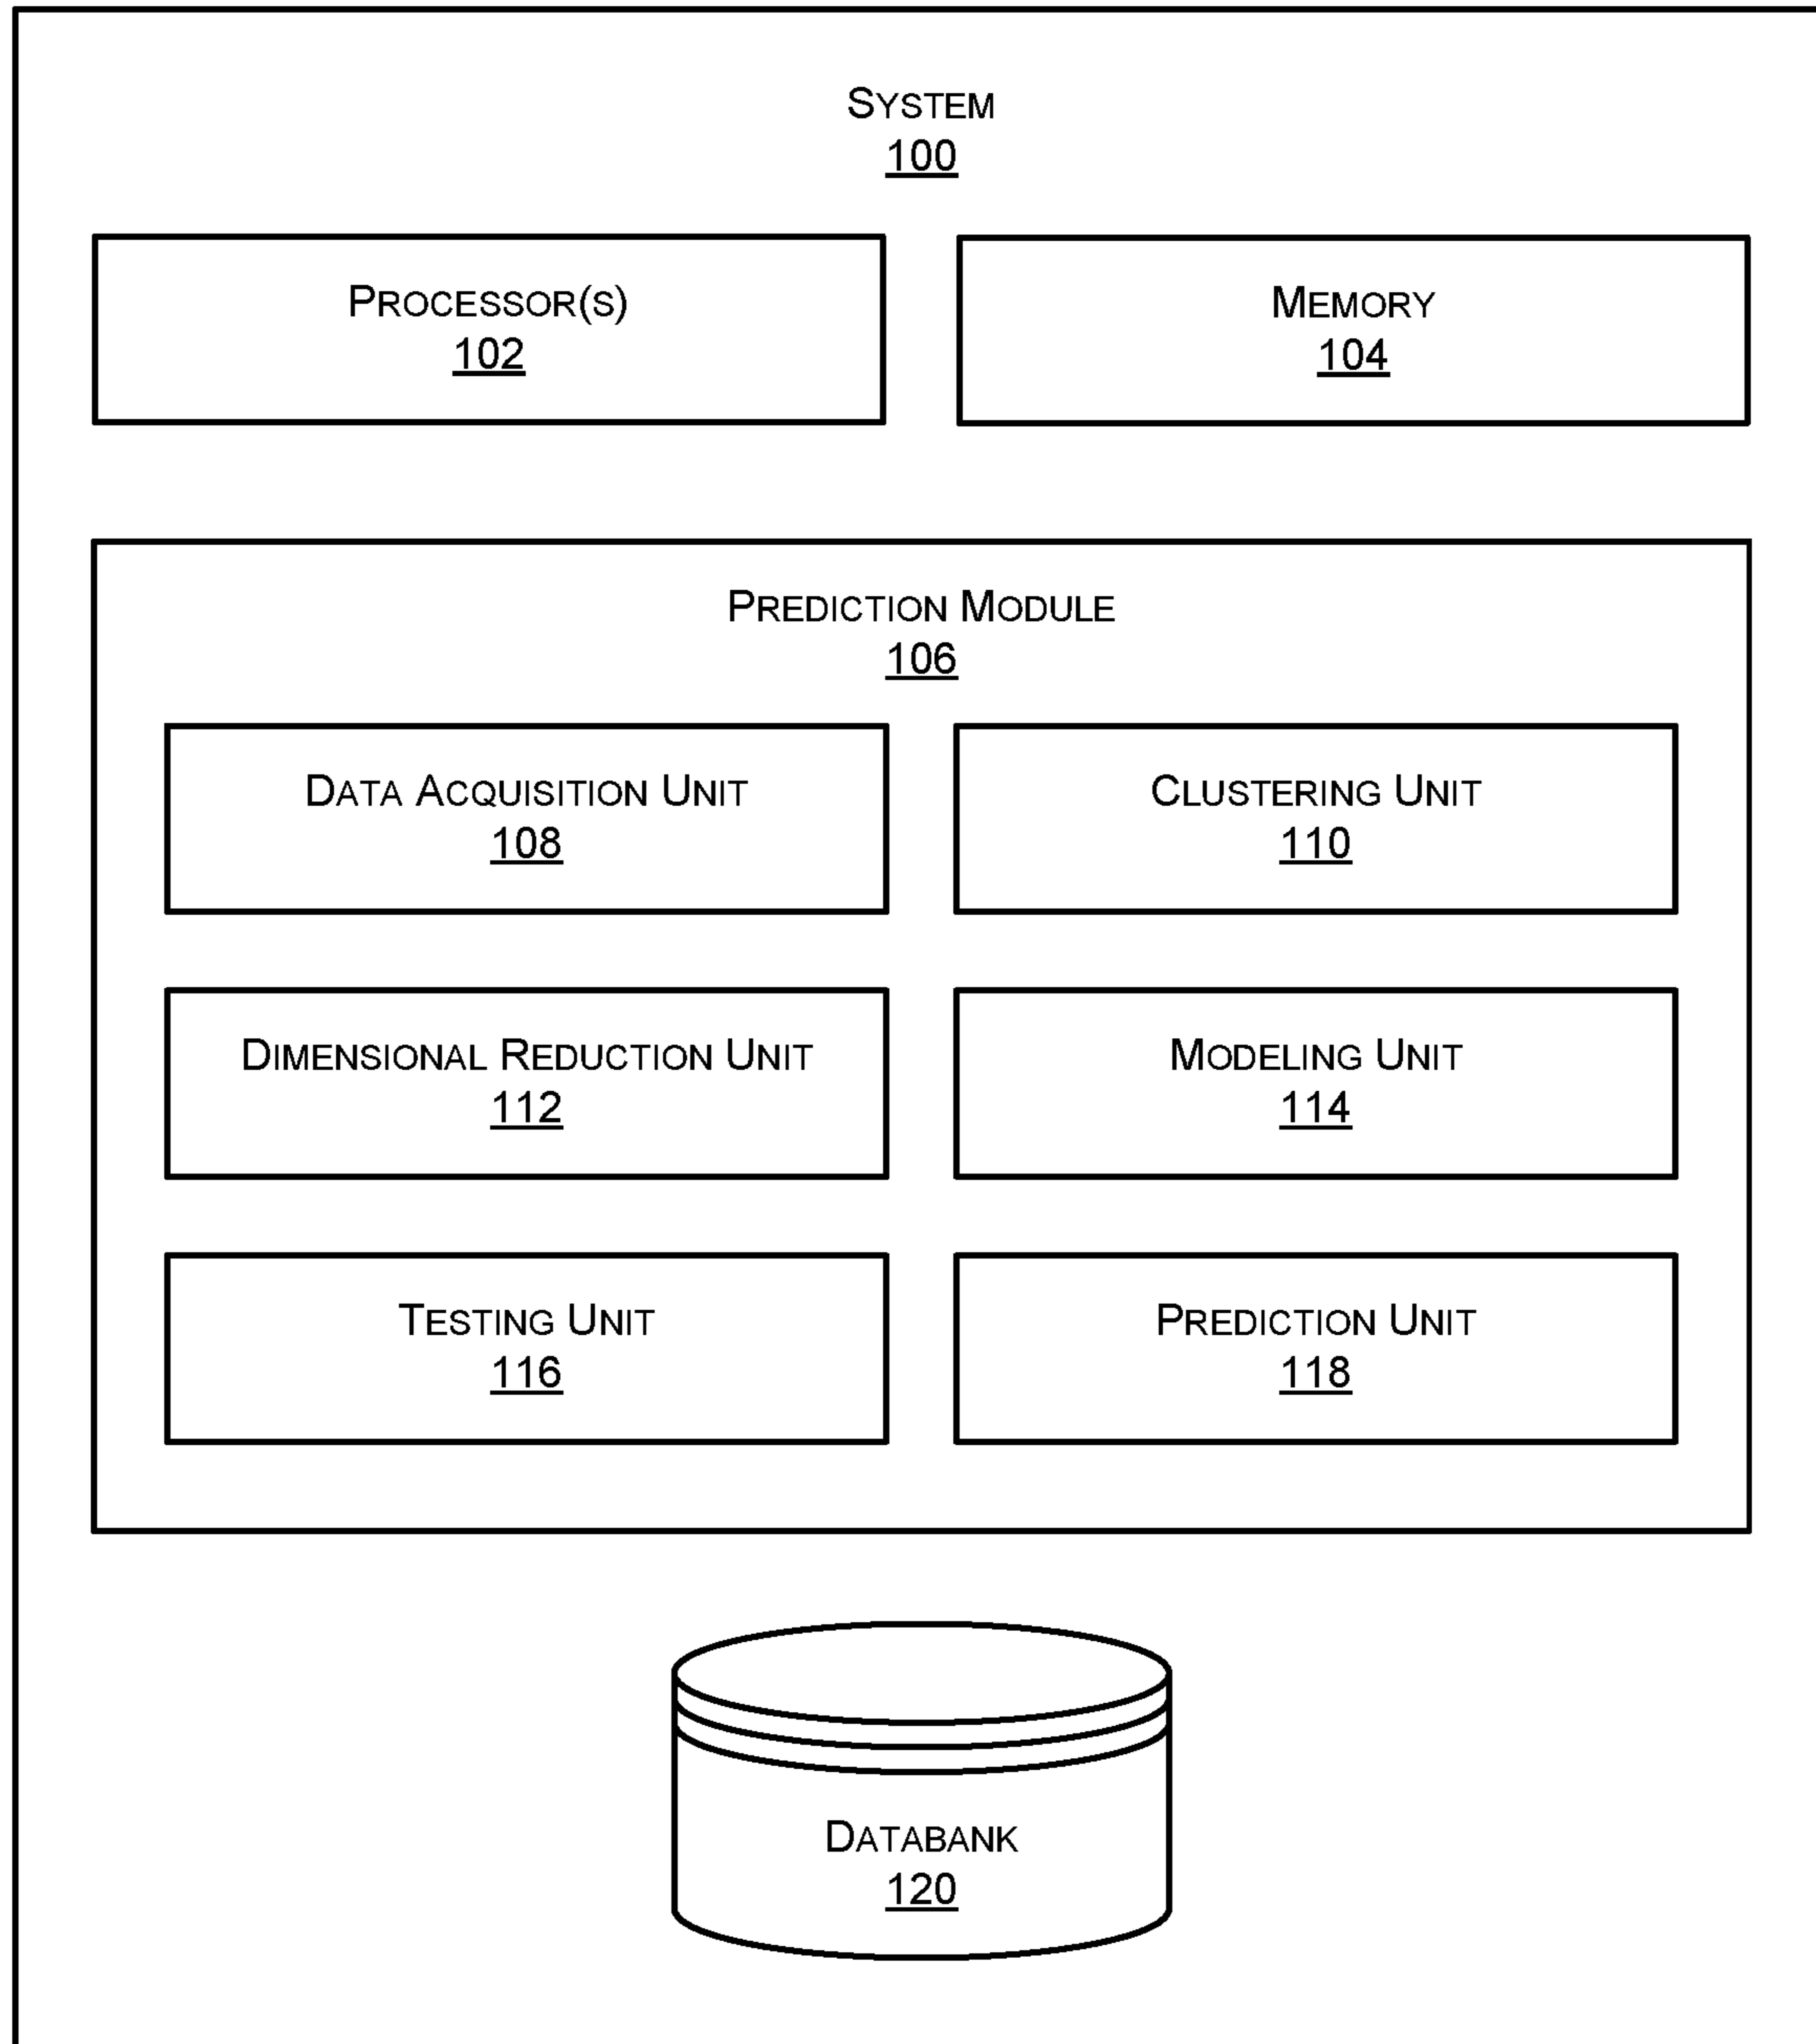 SYSTEM
100
PROCESSOR(S)
102
MEMORY
104
PREDICTION MODULE
106
DATA ACQUISITION UNIT
108
CLUSTERING UNIT
110
DIMENSIONAL REDUCTION UNIT
112
MODELING UNIT
114
TESTING UNIT
116
PREDICTION UNIT
118
DATABANK
120